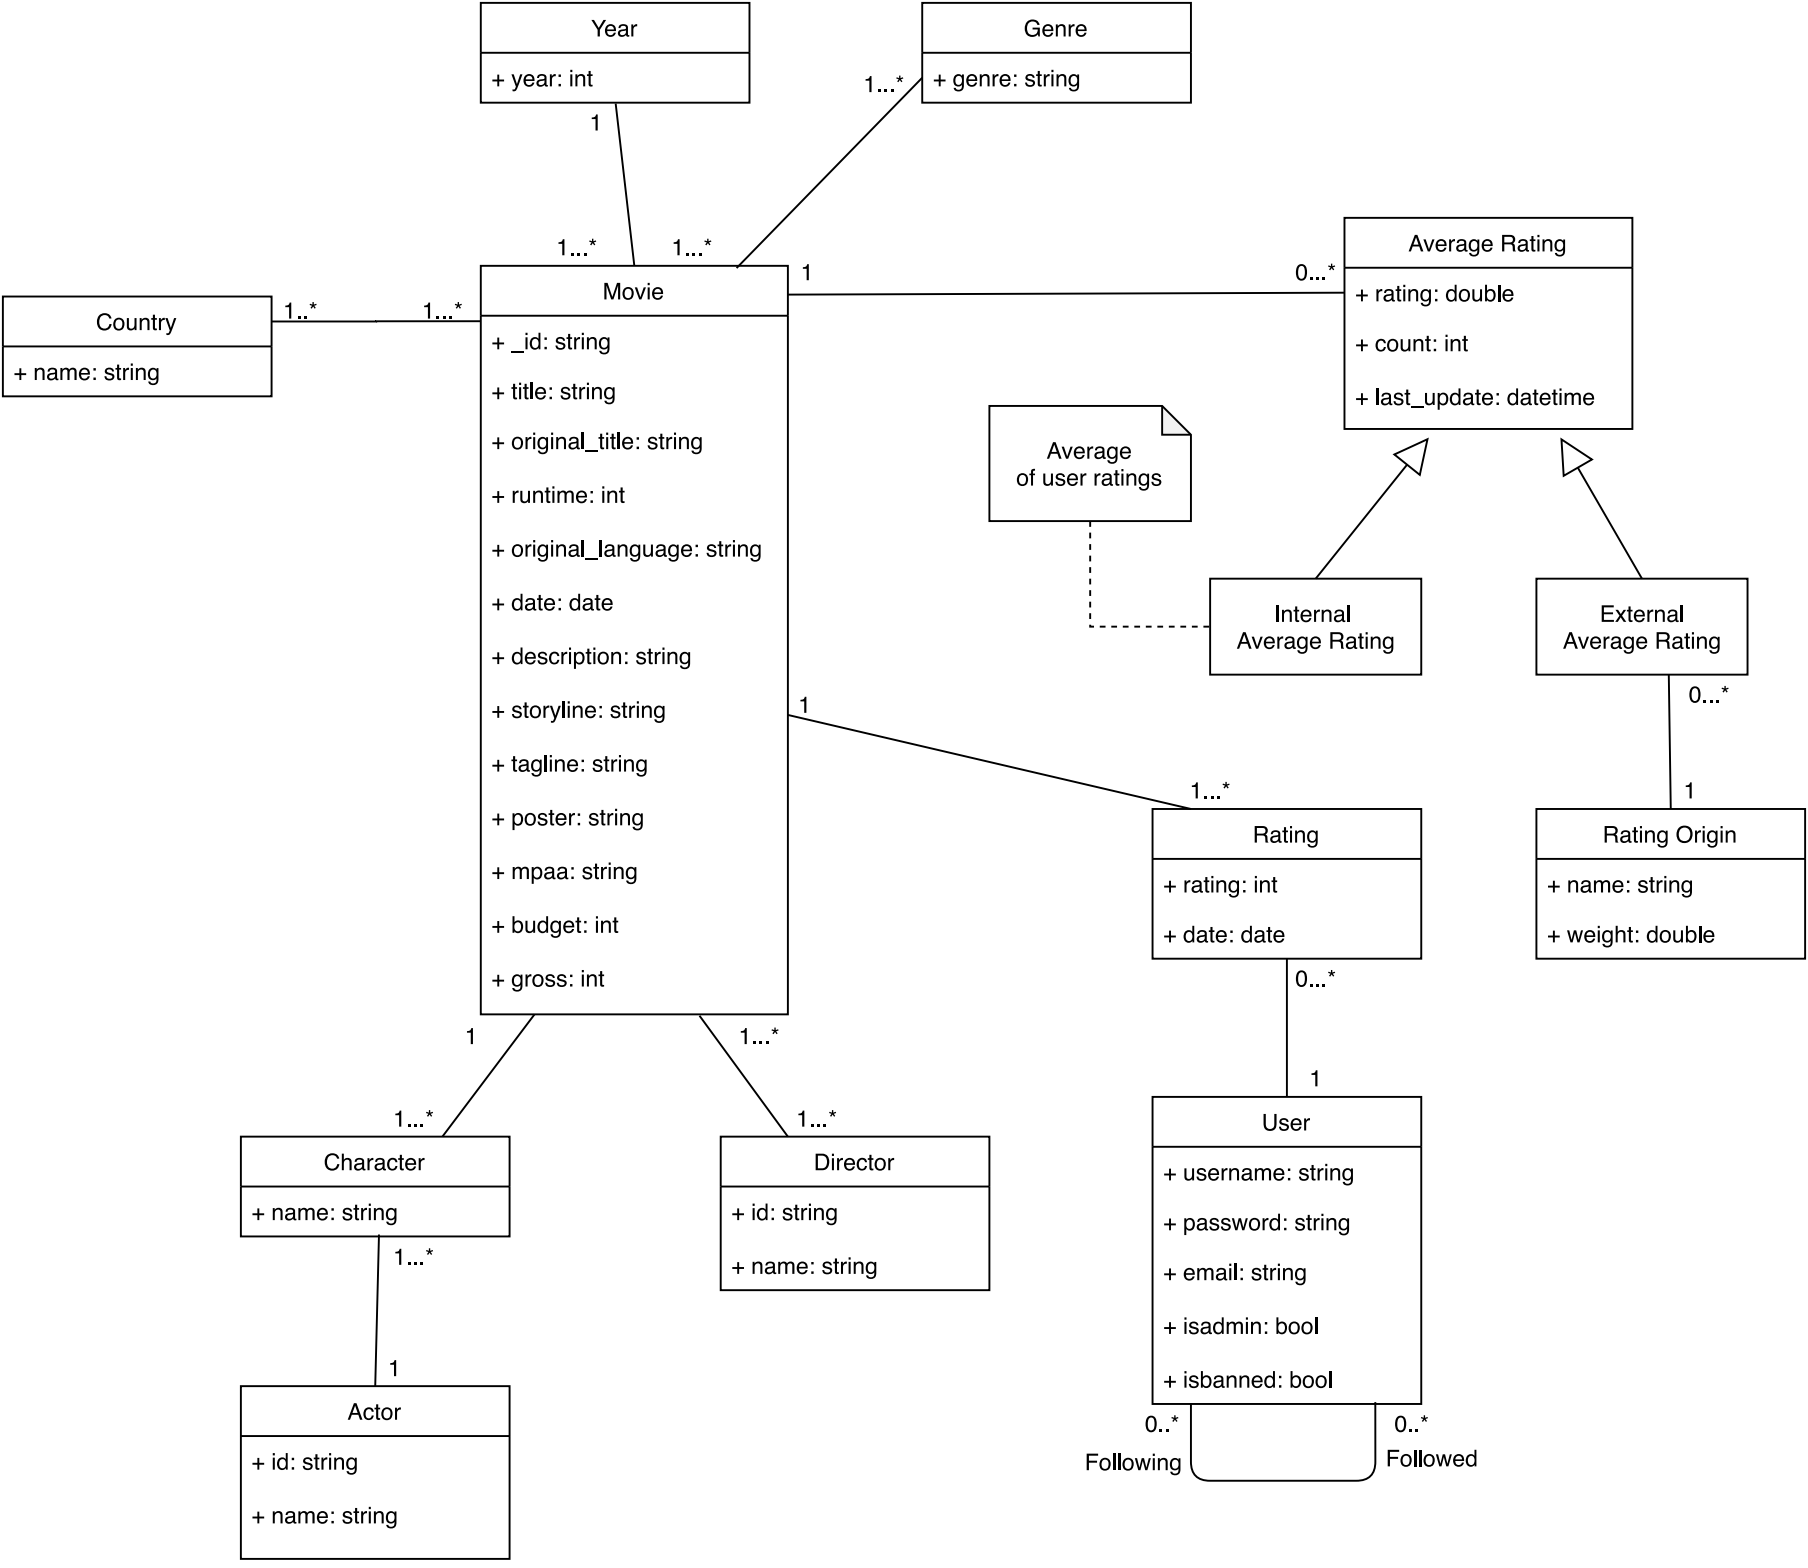 Year
+ year: int
1
Genre
+ genre: string
1...*
1...*
1...*
Country
+ name: string
1..*
1...*
Movie
+ _id: string
+ title: string
+ original_title: string
+ runtime: int
+ original_language: string
+ date: date
+ description: string
+ storyline: string
+ tagline: string
+ poster: string
+ mpaa: string
+ budget: int
+ gross: int
1
0...*
Average Rating
+ rating: double
+ count: int
+ last_update: datetime
Average
of user ratings
Internal
Average Rating
External
Average Rating
0...*
1
Rating Origin
+ name: string
+ weight: double
1
1...*
Rating
+ rating: int
+ date: date
0...*
1
User
+ username: string
+ password: string
+ email: string
+ isadmin: bool
+ isbanned: bool
0..*
Following
0..*
Followed
1
1...*
Character
+ name: string
1...*
1
Actor
+ id: string
+ name: string
1...*
1...*
Director
+ id: string
+ name: string